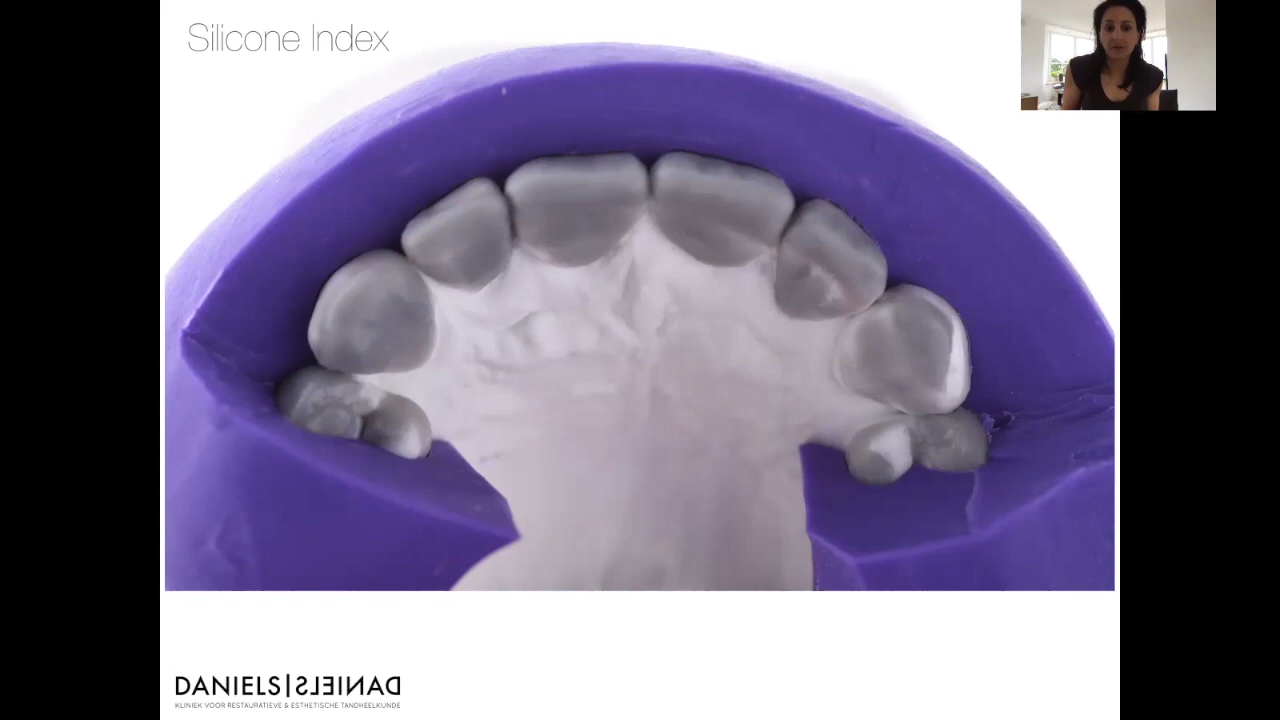 Silicone Index
DANIELS|DANIELS
KLINIEK VOOR RESTAURATIEVE & ESTHETISCHE TANDHEELKUNDE